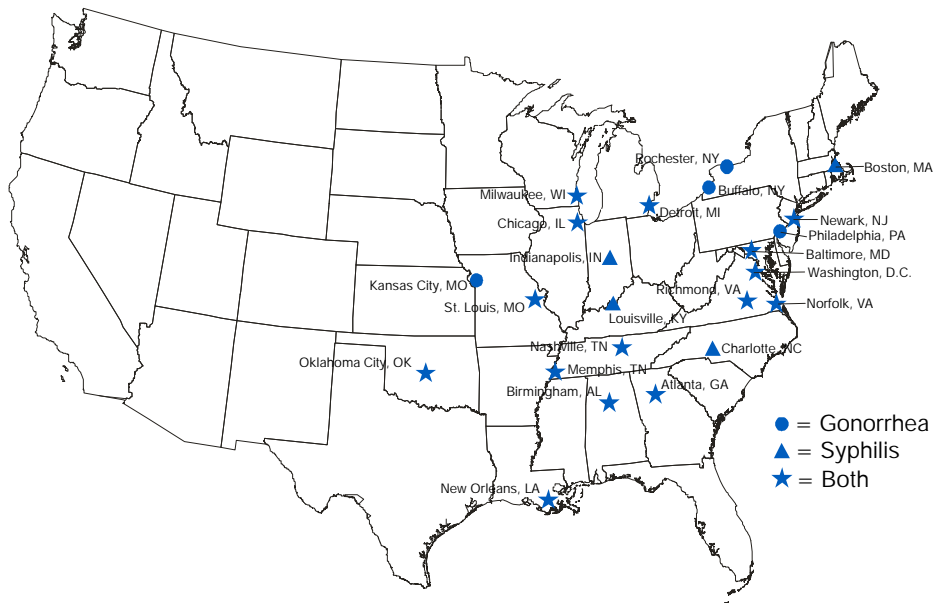 Rochester, NY
Boston, MA
Buffalo, NY
Milwaukee, WI
Detroit, MI
Chicago, IL
Newark, NJ
Philadelphia, PA
Baltimore, MD
Indianapolis, IN
Washington, D.C.
Kansas City, MO
Richmond, VA
St. Louis, MO
Norfolk, VA
Louisville, KY
Nashville, TN
Charlotte, NC
Oklahoma City, OK
Memphis, TN
Birmingham, AL
Atlanta, GA
= Gonorrhea
= Syphilis
= Both
New Orleans, LA